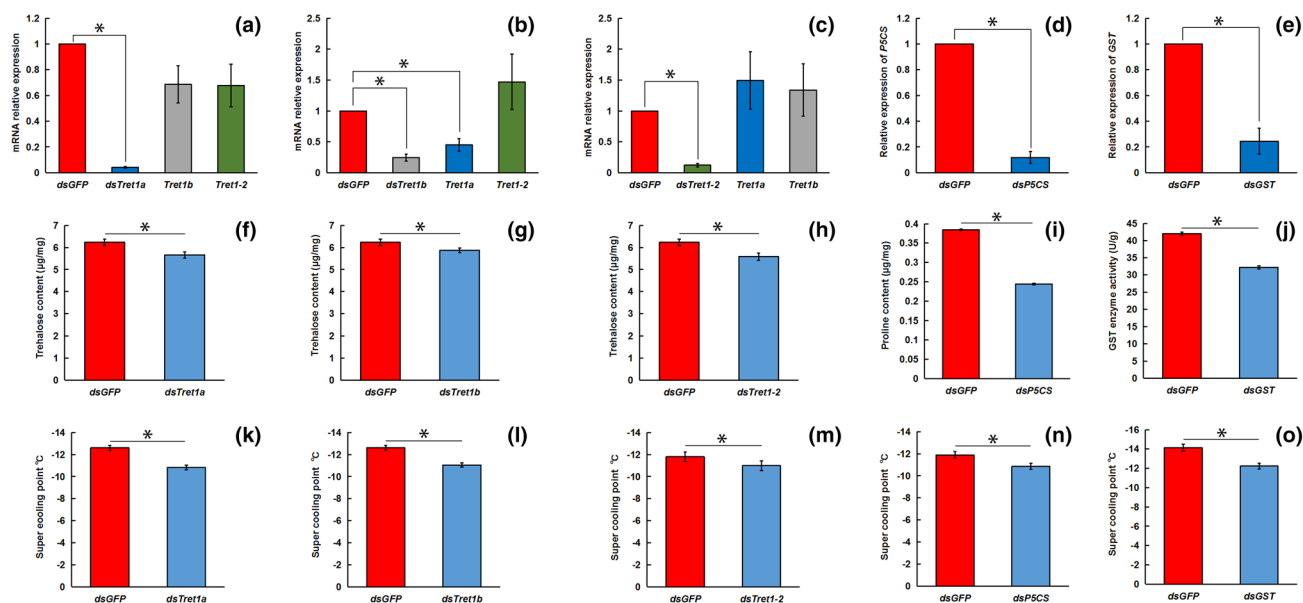 (a)
mRNA relative expression
1.2
1
0.8
0.6
0.4
0.2
0
*
dsGFP dsTret1a Tret1b Tret1-2
(b)
mRNA relative expression
2.5
2
1.5
1
0.5
0
*
*
dsGFP dsTret1b Tret1a Tret1-2
(c)
mRNA relative expression
2.5
2
1.5
1
0.5
0
*
dsGFP dsTret1-2 Tret1a Tret1b
(d)
Relative expression of P5CS
1.2
1
0.8
0.6
0.4
0.2
0
*
dsGFP dsP5CS
(e)
Relative expression of GST
1.2
1
0.8
0.6
0.4
0.2
0
*
dsGFP dsGST
(f)
Trehalose content (μg/mg)
7
6
5
4
3
2
1
0
*
dsGFP dsTret1a
(g)
Trehalose content (μg/mg)
7
6
5
4
3
2
1
0
*
dsGFP dsTret1b
(h)
Trehalose content (μg/mg)
7
6
5
4
3
2
1
0
*
dsGFP dsTret1-2
(i)
Proline content (μg/mg)
0.4
0.35
0.3
0.25
0.2
0.15
0.1
0.05
0
*
dsGFP dsP5CS
(j)
GST enzyme activity (U/g)
45
40
35
30
25
20
15
10
5
0
*
dsGFP dsGST
(k)
Super eooling point ℃
-14
-12
-10
-8
-6
-4
-2
0
*
dsGFP dsTret1a
(l)
Super cooling point ℃
-14
-12
-10
-8
-6
-4
-2
0
*
dsGFP dsTret1b
(m)
Super cooling point ℃
-14
-12
-10
-8
-6
-4
-2
0
*
dsGFP dsTret1-2
(n)
Super cooling point ℃
-14
-12
-10
-8
-6
-4
-2
0
*
dsGFP dsP5CS
(o)
Super cooling point ℃
-16
-14
-12
-10
-8
-6
-4
-2
0
*
dsGFP dsGST